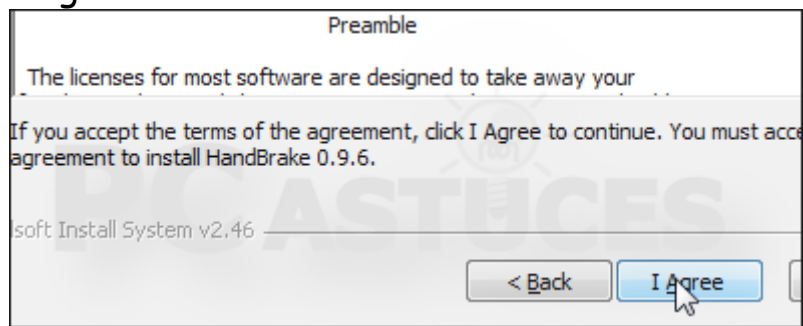 Preamble
The licenses for most software are designed to take away your
If you accept the terms of the agreement, click I Agree to continue. You must acce
agreement to install HandBrake 0.9.6.
PC ASTUCES
lsoft Install System v2.46
< Back
I Agree